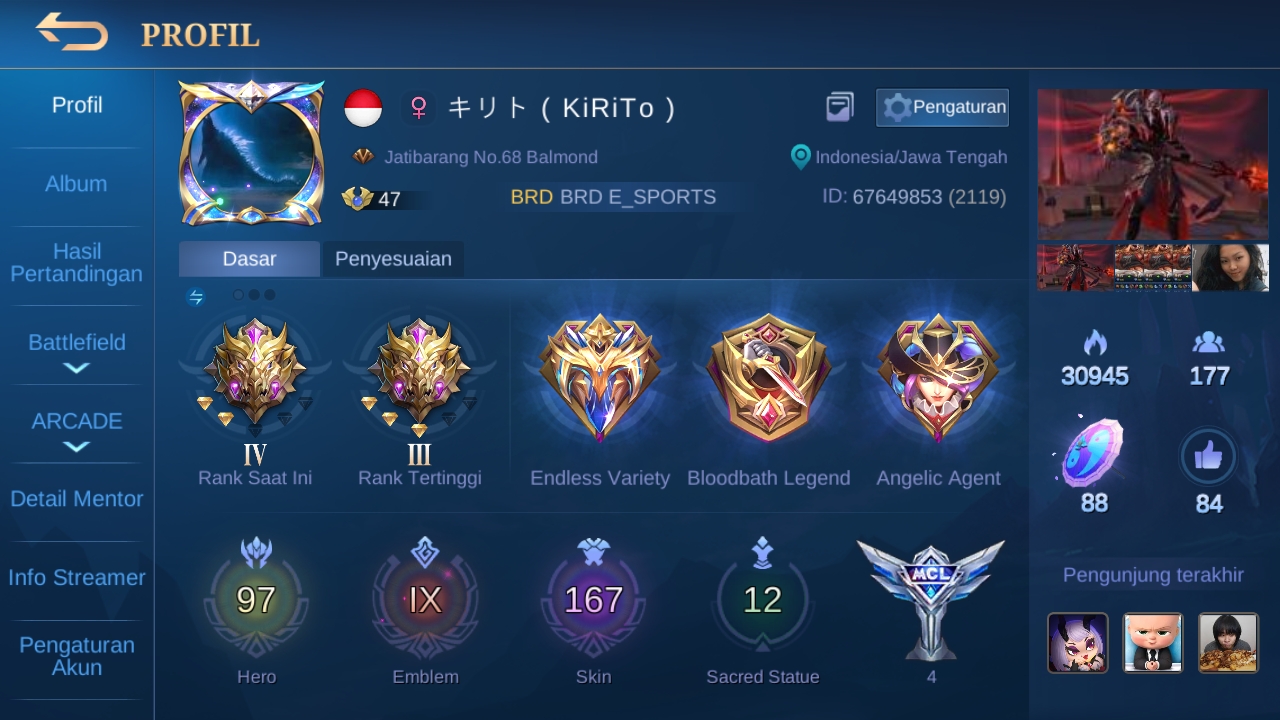 PROFIL
Profil
Album
Hasil
Pertandingan
Battlefield
ARCADE
Detail Mentor
Info Streamer
Pengaturan
Akun
キリト ( KiRiTo )
Pengaturan
Jatibarang No.68 Balmond
Indonesia/Jawa Tengah
47
BRD BRD E_SPORTS
ID: 67649853 (2119)
Dasar
Penyesuaian
IV
III
Rank Saat Ini
Rank Tertinggi
Endless Variety
Bloodbath Legend
Angelic Agent
97
IX
167
12
MCL
Hero
Emblem
Skin
Sacred Statue
4
30945
177
88
84
Pengunjung terakhir